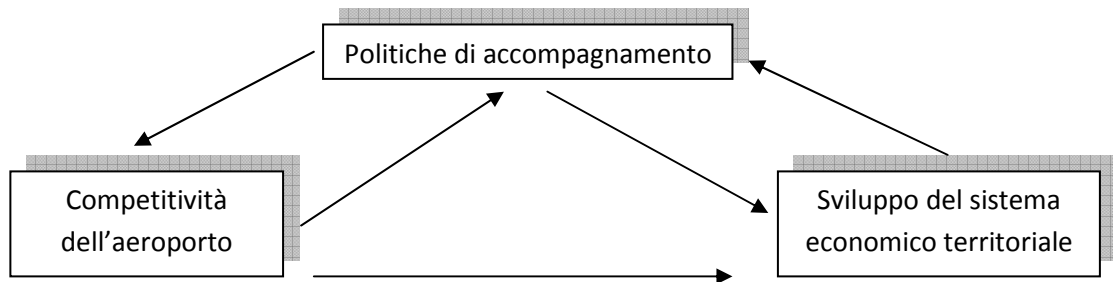 Politiche di accompagnamento
Competitività
dell’aeroporto
Sviluppo del sistema
economico territoriale